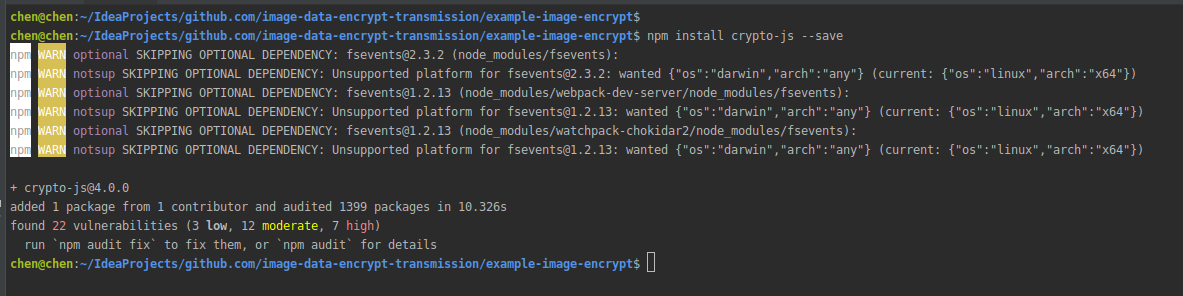 chen@chen:~/IdeaProjects/github.com/image-data-encrypt-transmission/example-image-encrypt$
chen@chen:~/IdeaProjects/github.com/image-data-encrypt-transmission/example-image-encrypt$ npm install crypto-js --save
npm WARN optional SKIPPING OPTIONAL DEPENDENCY: fsevents@2.3.2 (node_modules/fsevents):
npm WARN notsup SKIPPING OPTIONAL DEPENDENCY: Unsupported platform for fsevents@2.3.2: wanted {"os":"darwin","arch":"any"} (current: {"os":"linux","arch":"x64"})
npm WARN optional SKIPPING OPTIONAL DEPENDENCY: fsevents@1.2.13 (node_modules/webpack-dev-server/node_modules/fsevents):
npm WARN notsup SKIPPING OPTIONAL DEPENDENCY: Unsupported platform for fsevents@1.2.13: wanted {"os":"darwin","arch":"any"} (current: {"os":"linux","arch":"x64"})
npm WARN optional SKIPPING OPTIONAL DEPENDENCY: fsevents@1.2.13 (node_modules/watchpack-chokidar2/node_modules/fsevents):
npm WARN notsup SKIPPING OPTIONAL DEPENDENCY: Unsupported platform for fsevents@1.2.13: wanted {"os":"darwin","arch":"any"} (current: {"os":"linux","arch":"x64"})
+ crypto-js@4.0.0
added 1 package from 1 contributor and audited 1399 packages in 10.326s
found 22 vulnerabilities (3 low, 12 moderate, 7 high)
run `npm audit fix` to fix them, or `npm audit` for details
chen@chen:~/IdeaProjects/github.com/image-data-encrypt-transmission/example-image-encrypt$